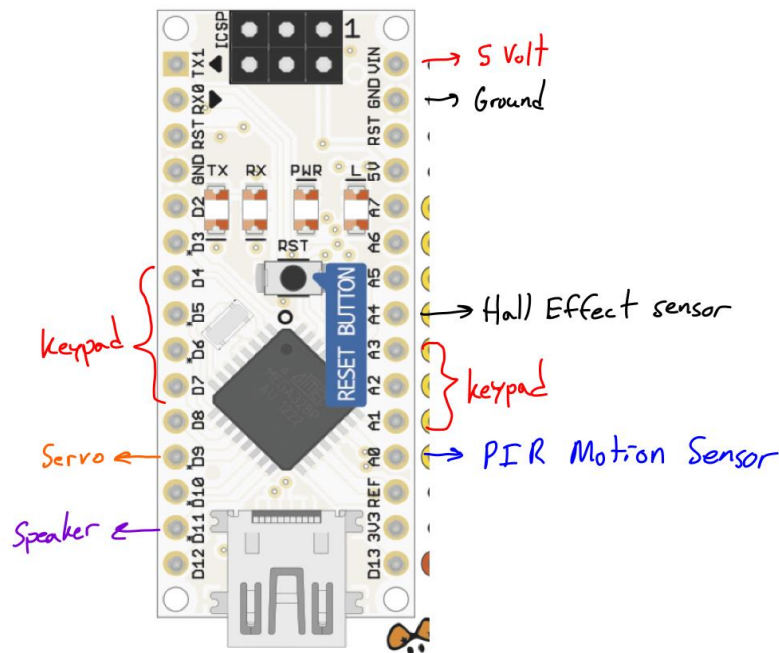 ICSP
1
TX1
VIN
→ 5 Volt
RX0
GND
→ Ground
RST
RST
GND
TX
RX
PWR
L
5V
D2
A7
*D3
RST
A6
D4
A5
*D5
RESET BUTTON
A4
→ Hall Effect sensor
keypad
*D6
A3
D7
A2
keypad
D8
A1
Servo
*D9
A0
→ PIR Motion Sensor
*D10
REF
Speaker
*D11
3V3
D12
D13